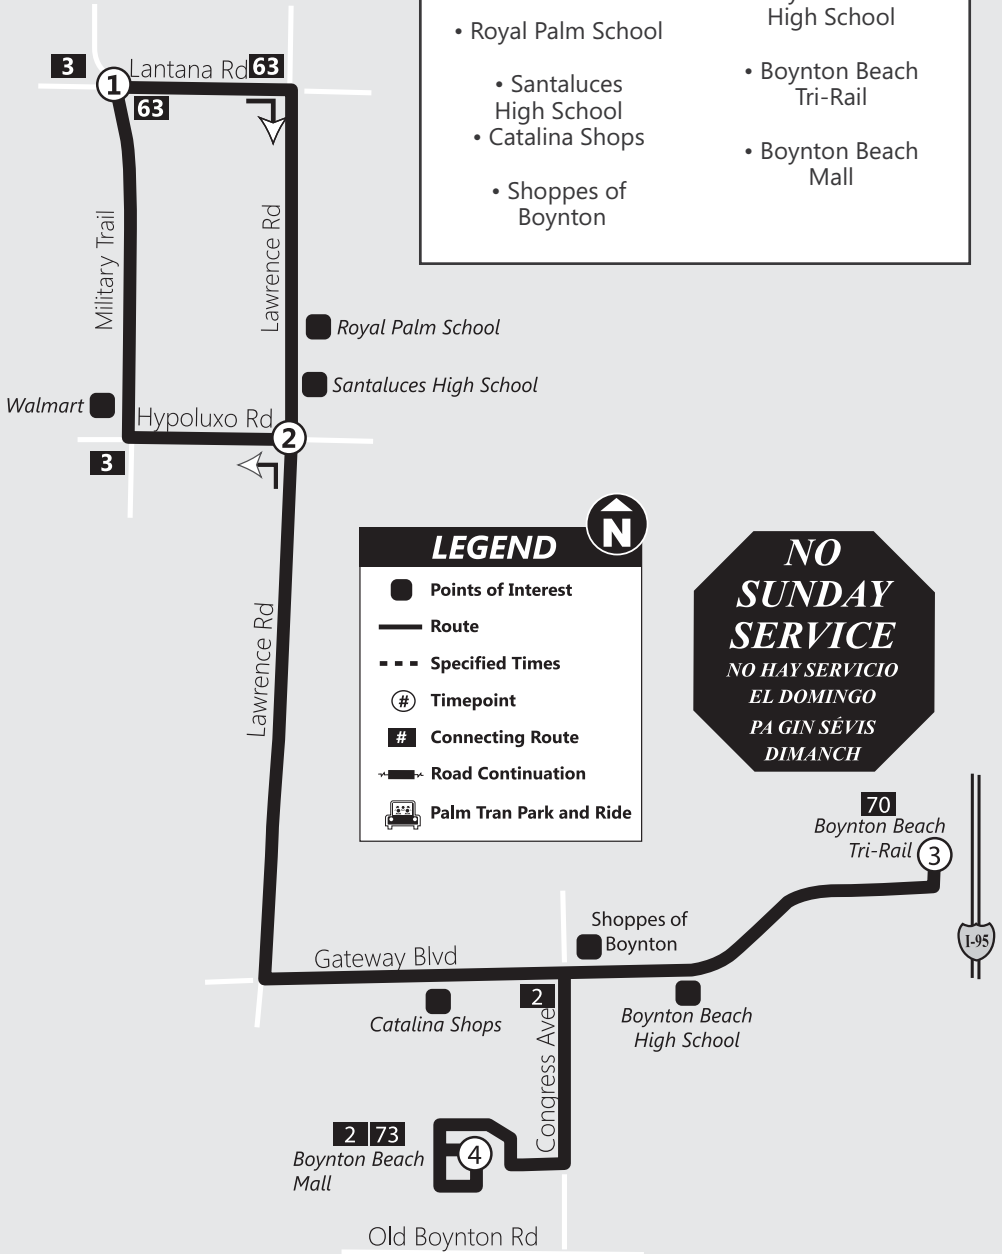 High School
• Royal Palm School
• Santaluces
High School
• Catalina Shops
• Shoppes of
Boynton
• Boynton Beach
Tri-Rail
• Boynton Beach
Mall
3
1
Lantana Rd
63
63
Military Trail
Lawrence Rd
Royal Palm School
Santaluces High School
Walmart
Hypoluxo Rd
2
3
Lawrence Rd
N
LEGEND
Points of Interest
Route
Specified Times
# Timepoint
# Connecting Route
Road Continuation
Palm Tran Park and Ride
NO
SUNDAY
SERVICE
NO HAY SERVICIO
EL DOMINGO
PA GIN SÉVIS
DIMANCH
70
Boynton Beach
Tri-Rail
3
I-95
Shoppes of
Boynton
Gateway Blvd
2
Catalina Shops
Congress Ave
Boynton Beach
High School
2 73
Boynton Beach
Mall
4
Old Boynton Rd